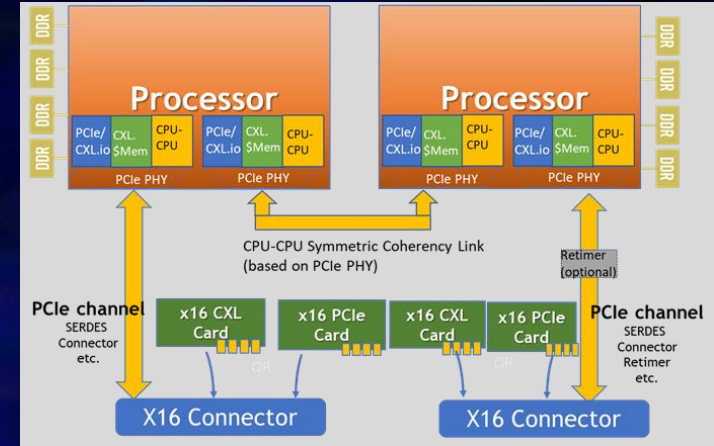 DDR
DDR
DDR
DDR
Processor
PCIe/
CXL.io
CXL.
$Mem
CPU-
CPU
PCIe/
CXL.io
CXL.
$Mem
CPU-
CPU
PCIe PHY
PCIe PHY
Processor
PCIe/
CXL.io
CXL.
$Mem
CPU-
CPU
PCIe/
CXL.io
CXL.
$Mem
CPU-
CPU
PCIe PHY
PCIe PHY
DDR
DDR
DDR
DDR
CPU-CPU Symmetric Coherency Link
(based on PCIe PHY)
Retimer
(optional)
PCIe channel
SERDES
Connector
etc.
x16 CXL
Card
OR
x16 PCIe
Card
x16 CXL
Card
OR
x16 PCIe
Card
PCIe channel
SERDES
Connector
Retimer
etc.
X16 Connector
X16 Connector